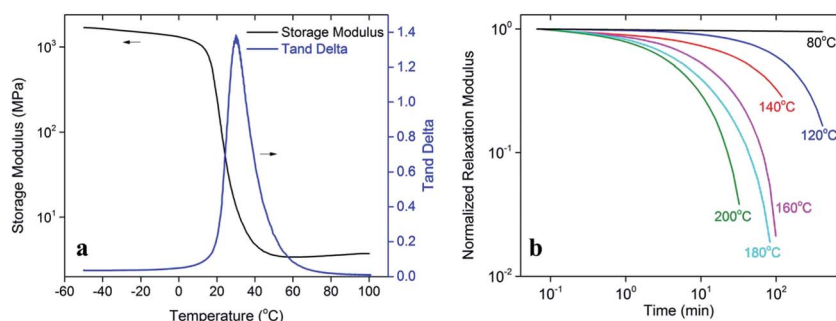 Storage Modulus
Tand Delta
Storage Modulus (MPa)
10³
10²
10¹
1.4
1.2
1.0
0.8
0.6
0.4
0.2
0.0
Tand Delta
a
-60 -40 -20 0 20 40 60 80 100
Temperature (°C)
Normalized Relaxation Modulus
10⁰
10⁻¹
10⁻²
80°C
140°C
120°C
160°C
200°C
180°C
b
10⁻¹ 10⁰ 10¹ 10²
Time (min)